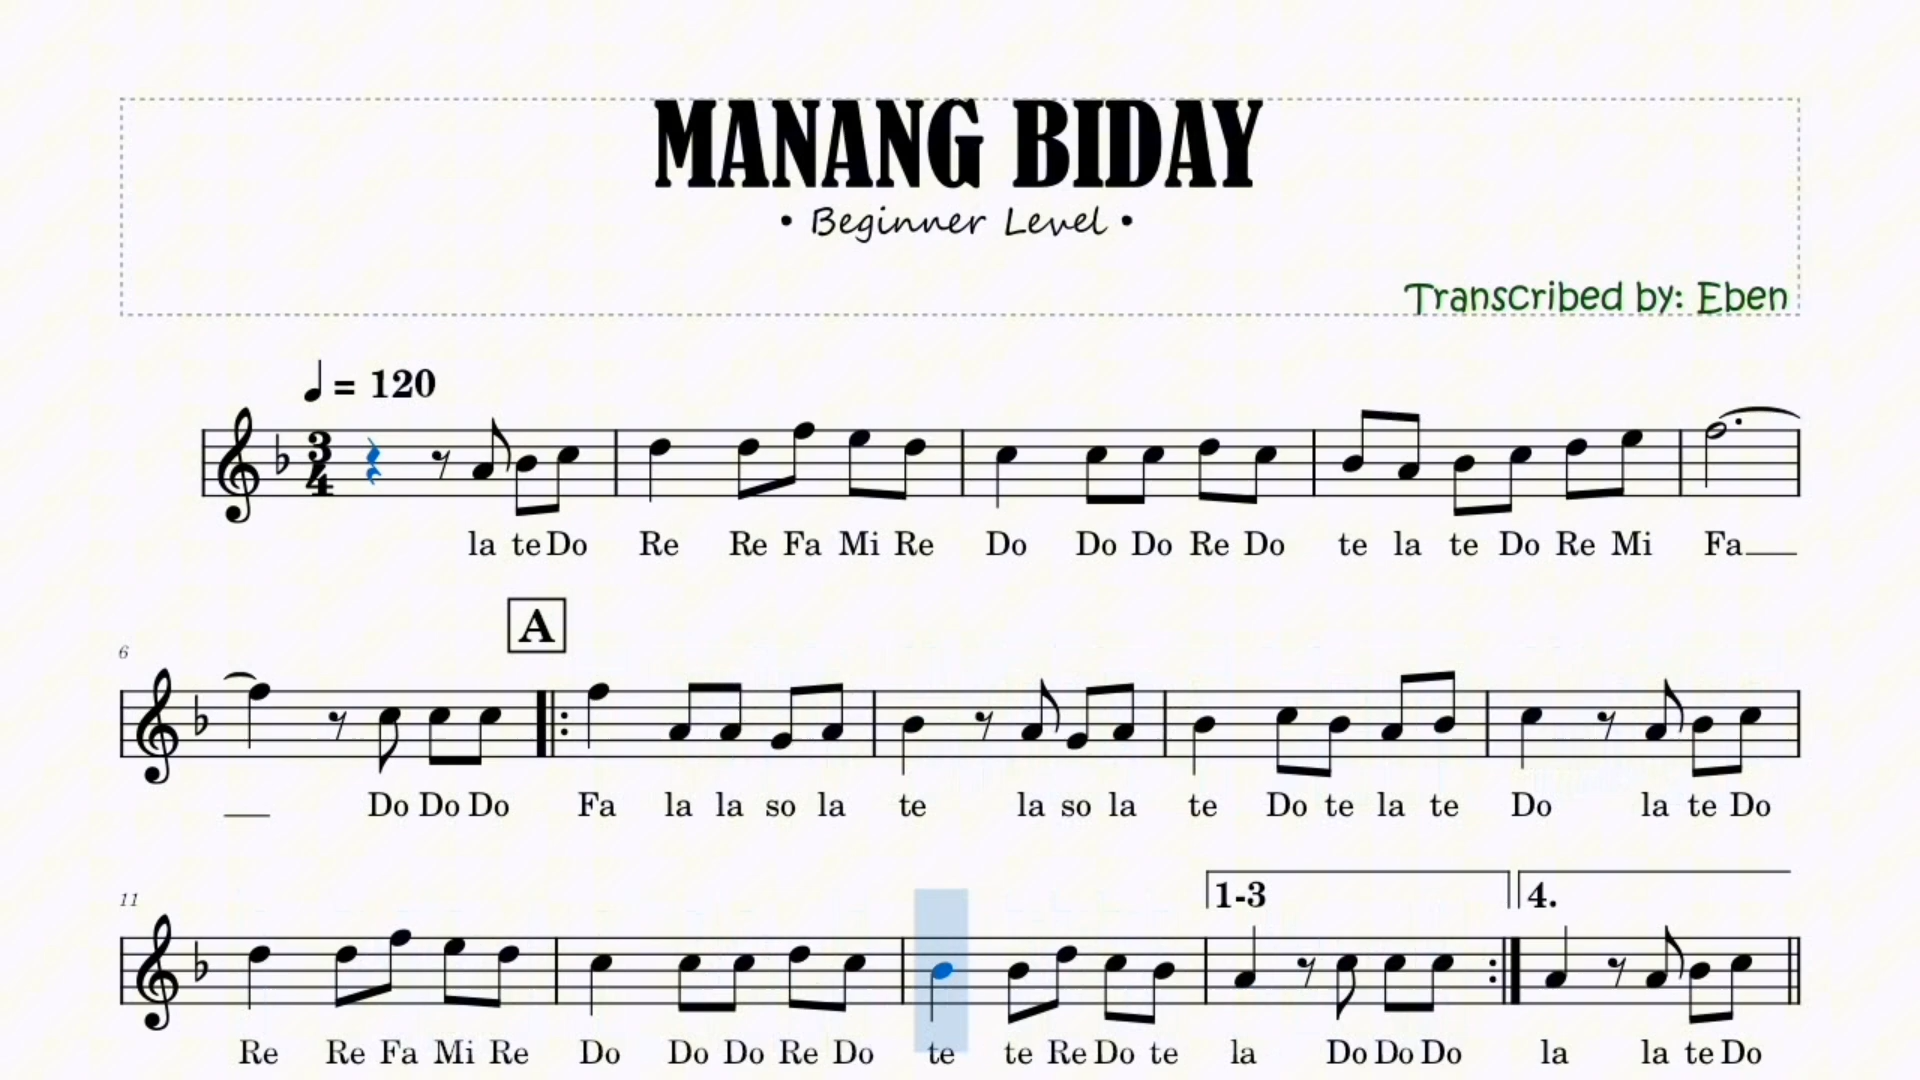 MANANG BIDAY
• Beginner Level •
Transcribed by: Eben
= 120
3
4
la te Do Re Re Fa Mi Re Do Do Do Re Do te la te Do Re Mi Fa
6
A
Do Do Do Fa la la so la te la so la te Do te la te Do la te Do
11
1-3
4.
Re Re Fa Mi Re Do Do Do Re Do te te Re Do te la Do Do Do la la te Do